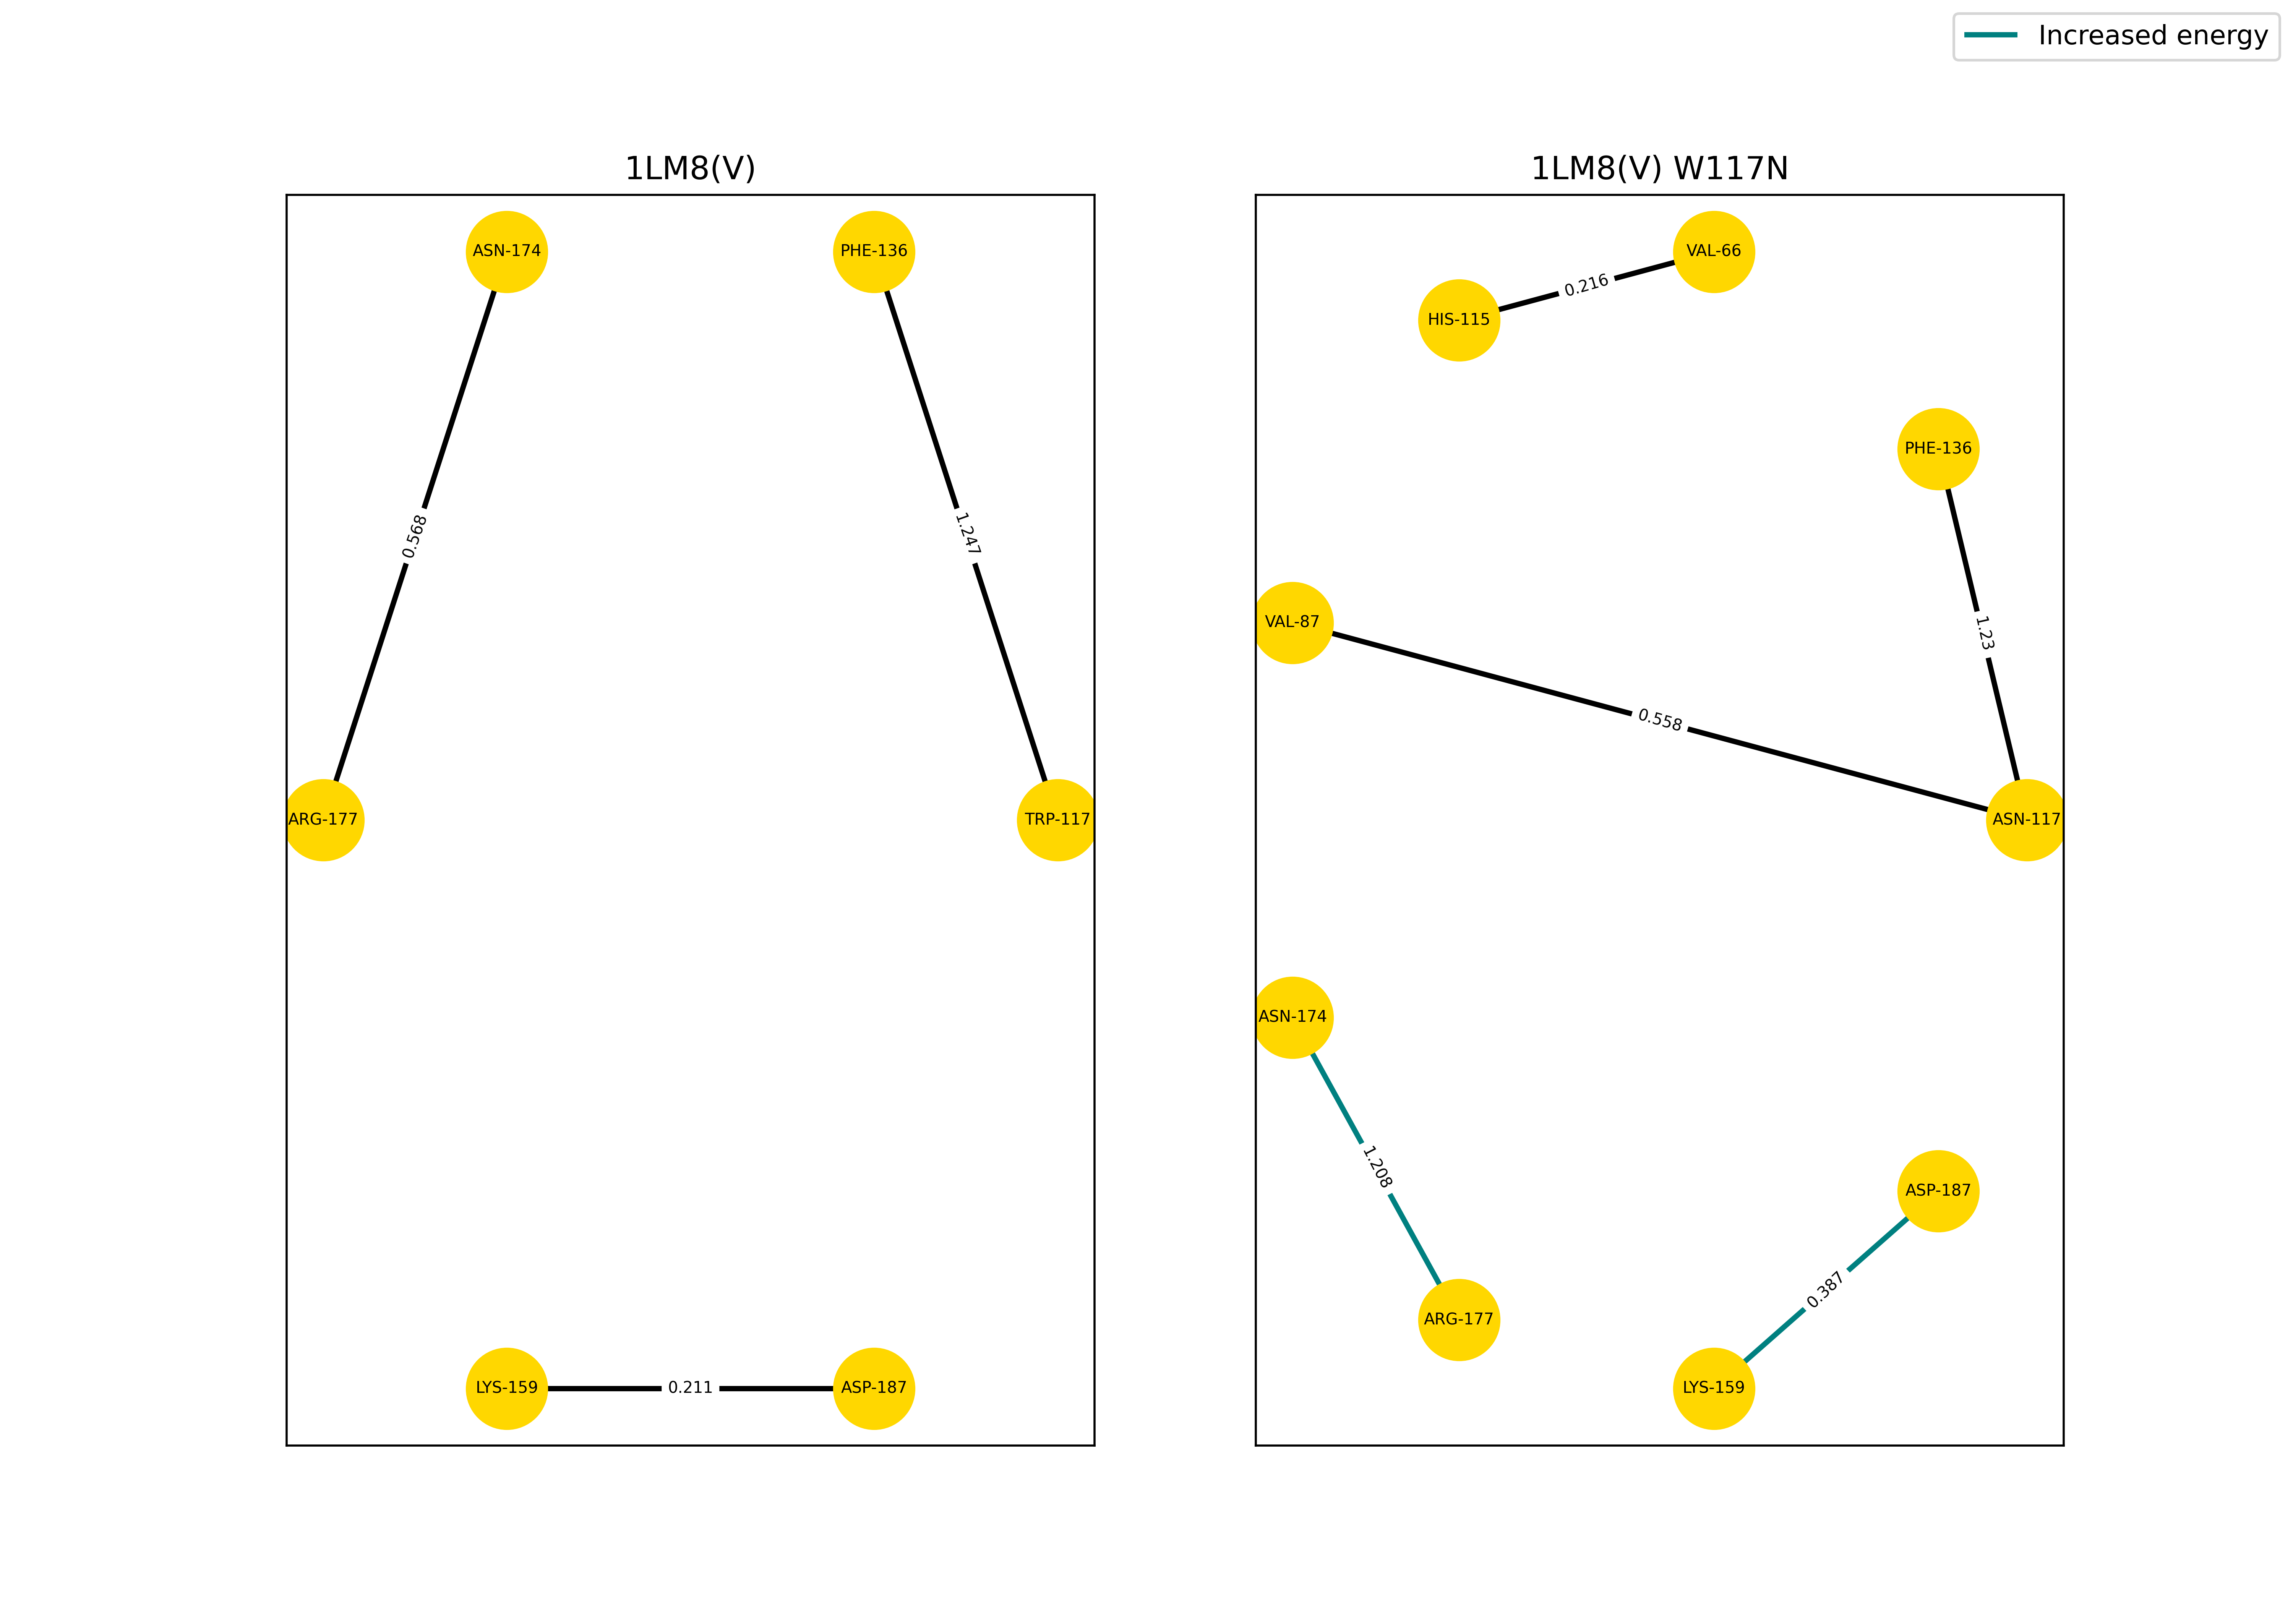 Increased energy
1LM8(V)
ASN-174
PHE-136
0.568
1.247
ARG-177
TRP-117
LYS-159
0.211
ASP-187
1LM8(V) W117N
VAL-66
0.216
HIS-115
PHE-136
VAL-87
1.23
0.558
ASN-117
ASN-174
1.208
ASP-187
0.387
ARG-177
LYS-159